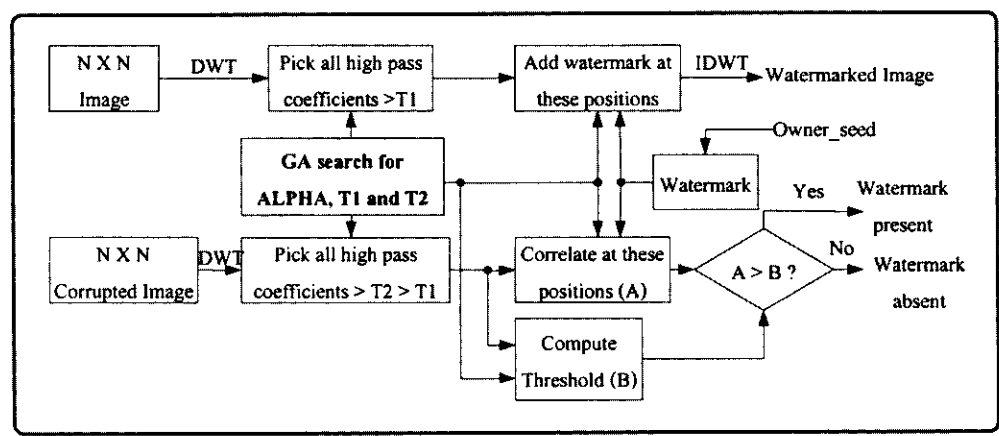 N X N
Image
DWT
Pick all high pass
coefficients >T1
Add watermark at
these positions
IDWT
Watermarked Image
GA search for
ALPHA, T1 and T2
Owner_seed
Watermark
Yes
Watermark
present
N X N
Corrupted Image
DWT
Pick all high pass
coefficients > T2 > T1
Correlate at these
positions (A)
A > B ?
No
Watermark
absent
Compute
Threshold (B)